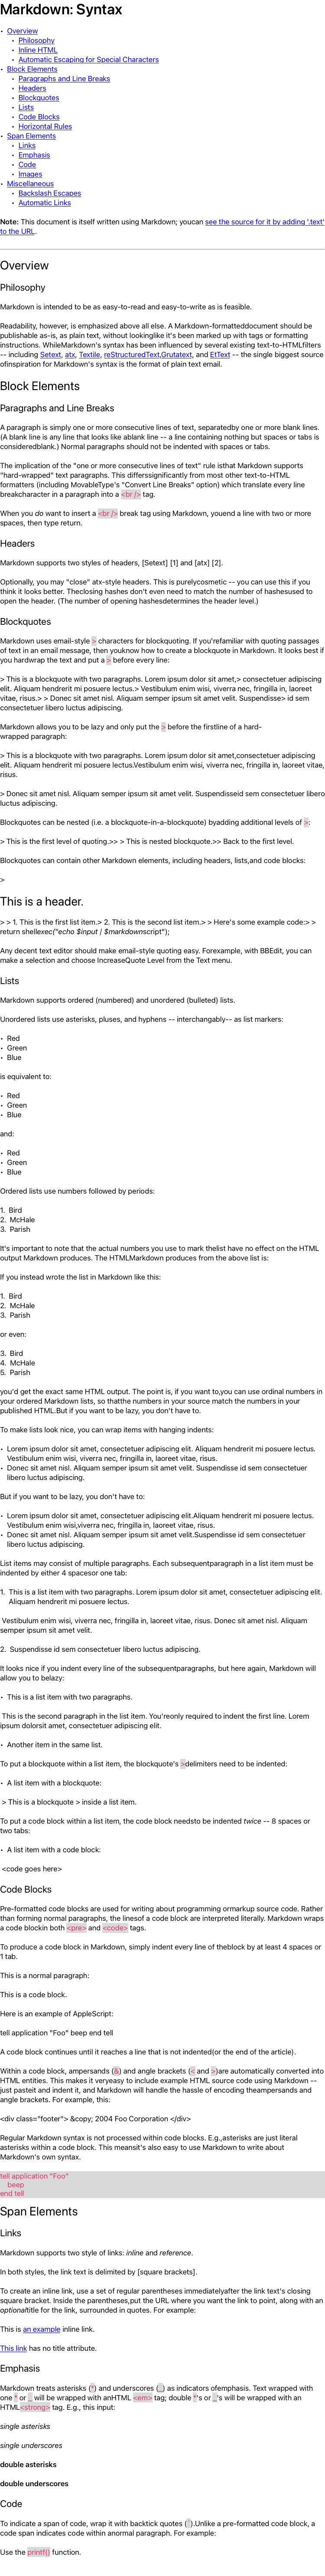 Markdown: Syntax
• Overview
• Philosophy
• Inline HTML
• Automatic Escaping for Special Characters
• Block Elements
• Paragraphs and Line Breaks
• Headers
• Blockquotes
• Lists
• Code Blocks
• Horizontal Rules
• Span Elements
• Links
• Emphasis
• Code
• Images
• Miscellaneous
• Backslash Escapes
• Automatic Links
Note: This document is itself written using Markdown; youcan see the source for it by adding '.text'
to the URL.
Overview
Philosophy
Markdown is intended to be as easy-to-read and easy-to-write as is feasible.
Readability, however, is emphasized above all else. A Markdown-formatteddocument should be
publishable as-is, as plain text, without lookinglike it's been marked up with tags or formatting
instructions. WhileMarkdown's syntax has been influenced by several existing text-to-HTMLfilters
-- including Setext, atx, Textile, reStructuredText,Grutatext, and EtText -- the single biggest source
ofinspiration for Markdown's syntax is the format of plain text email.
Block Elements
Paragraphs and Line Breaks
A paragraph is simply one or more consecutive lines of text, separatedby one or more blank lines.
(A blank line is any line that looks like ablank line -- a line containing nothing but spaces or tabs is
consideredblank.) Normal paragraphs should not be indented with spaces or tabs.
The implication of the "one or more consecutive lines of text" rule isthat Markdown supports
"hard-wrapped" text paragraphs. This differssignificantly from most other text-to-HTML
formatters (including MovableType's "Convert Line Breaks" option) which translate every line
breakcharacter in a paragraph into a <br /> tag.
When you do want to insert a <br /> break tag using Markdown, youend a line with two or more
spaces, then type return.
Headers
Markdown supports two styles of headers, [Setext] [1] and [atx] [2].
Optionally, you may "close" atx-style headers. This is purelycosmetic -- you can use this if you
think it looks better. Theclosing hashes don't even need to match the number of hashesused to
open the header. (The number of opening hashesdetermines the header level.)
Blockquotes
Markdown uses email-style > characters for blockquoting. If you'refamiliar with quoting passages
of text in an email message, then youknow how to create a blockquote in Markdown. It looks best if
you hardwrap the text and put a > before every line:
> This is a blockquote with two paragraphs. Lorem ipsum dolor sit amet,> consectetuer adipiscing
elit. Aliquam hendrerit mi posuere lectus.> Vestibulum enim wisi, viverra nec, fringilla in, laoreet
vitae, risus.> > Donec sit amet nisl. Aliquam semper ipsum sit amet velit. Suspendisse> id sem
consectetuer libero luctus adipiscing.
Markdown allows you to be lazy and only put the > before the firstline of a hard-
wrapped paragraph:
> This is a blockquote with two paragraphs. Lorem ipsum dolor sit amet,consectetuer adipiscing
elit. Aliquam hendrerit mi posuere lectus.Vestibulum enim wisi, viverra nec, fringilla in, laoreet vitae,
risus.
> Donec sit amet nisl. Aliquam semper ipsum sit amet velit. Suspendisseid sem consectetuer libero
luctus adipiscing.
Blockquotes can be nested (i.e. a blockquote-in-a-blockquote) byadding additional levels of >:
> This is the first level of quoting.>> > This is nested blockquote.>> Back to the first level.
Blockquotes can contain other Markdown elements, including headers, lists,and code blocks:
>
This is a header.
> > 1. This is the first list item.> 2. This is the second list item.> > Here's some example code:> >
return shellexec("echo $input | $markdownscript");
Any decent text editor should make email-style quoting easy. Forexample, with BBEdit, you can
make a selection and choose IncreaseQuote Level from the Text menu.
Lists
Markdown supports ordered (numbered) and unordered (bulleted) lists.
Unordered lists use asterisks, pluses, and hyphens -- interchangably-- as list markers:
• Red
• Green
• Blue
is equivalent to:
• Red
• Green
• Blue
and:
• Red
• Green
• Blue
Ordered lists use numbers followed by periods:
1. Bird
2. McHale
3. Parish
It's important to note that the actual numbers you use to mark thelist have no effect on the HTML
output Markdown produces. The HTMLMarkdown produces from the above list is:
If you instead wrote the list in Markdown like this:
1. Bird
2. McHale
3. Parish
or even:
3. Bird
4. McHale
5. Parish
you'd get the exact same HTML output. The point is, if you want to,you can use ordinal numbers in
your ordered Markdown lists, so thatthe numbers in your source match the numbers in your
published HTML.But if you want to be lazy, you don't have to.
To make lists look nice, you can wrap items with hanging indents:
• Lorem ipsum dolor sit amet, consectetuer adipiscing elit. Aliquam hendrerit mi posuere lectus.
Vestibulum enim wisi, viverra nec, fringilla in, laoreet vitae, risus.
• Donec sit amet nisl. Aliquam semper ipsum sit amet velit. Suspendisse id sem consectetuer
libero luctus adipiscing.
But if you want to be lazy, you don't have to:
• Lorem ipsum dolor sit amet, consectetuer adipiscing elit.Aliquam hendrerit mi posuere lectus.
Vestibulum enim wisi,viverra nec, fringilla in, laoreet vitae, risus.
• Donec sit amet nisl. Aliquam semper ipsum sit amet velit.Suspendisse id sem consectetuer
libero luctus adipiscing.
List items may consist of multiple paragraphs. Each subsequentparagraph in a list item must be
indented by either 4 spacesor one tab:
1. This is a list item with two paragraphs. Lorem ipsum dolor sit amet, consectetuer adipiscing elit.
Aliquam hendrerit mi posuere lectus.
Vestibulum enim wisi, viverra nec, fringilla in, laoreet vitae, risus. Donec sit amet nisl. Aliquam
semper ipsum sit amet velit.
2. Suspendisse id sem consectetuer libero luctus adipiscing.
It looks nice if you indent every line of the subsequentparagraphs, but here again, Markdown will
allow you to belazy:
• This is a list item with two paragraphs.
This is the second paragraph in the list item. You'reonly required to indent the first line. Lorem
ipsum dolorsit amet, consectetuer adipiscing elit.
• Another item in the same list.
To put a blockquote within a list item, the blockquote's >delimiters need to be indented:
• A list item with a blockquote:
> This is a blockquote > inside a list item.
To put a code block within a list item, the code block needsto be indented twice -- 8 spaces or
two tabs:
• A list item with a code block:
<code goes here>
Code Blocks
Pre-formatted code blocks are used for writing about programming ormarkup source code. Rather
than forming normal paragraphs, the linesof a code block are interpreted literally. Markdown wraps
a code blockin both <pre> and <code> tags.
To produce a code block in Markdown, simply indent every line of theblock by at least 4 spaces or
1 tab.
This is a normal paragraph:
This is a code block.
Here is an example of AppleScript:
tell application "Foo" beep end tell
A code block continues until it reaches a line that is not indented(or the end of the article).
Within a code block, ampersands (&) and angle brackets (< and >)are automatically converted into
HTML entities. This makes it veryeasy to include example HTML source code using Markdown --
just pasteit and indent it, and Markdown will handle the hassle of encoding theampersands and
angle brackets. For example, this:
<div class="footer"> &copy; 2004 Foo Corporation </div>
Regular Markdown syntax is not processed within code blocks. E.g.,asterisks are just literal
asterisks within a code block. This meansit's also easy to use Markdown to write about
Markdown's own syntax.
tell application "Foo"
beep
end tell
Span Elements
Links
Markdown supports two style of links: inline and reference.
In both styles, the link text is delimited by [square brackets].
To create an inline link, use a set of regular parentheses immediatelyafter the link text's closing
square bracket. Inside the parentheses,put the URL where you want the link to point, along with an
optionaltitle for the link, surrounded in quotes. For example:
This is an example inline link.
This link has no title attribute.
Emphasis
Markdown treats asterisks (*) and underscores (_) as indicators ofemphasis. Text wrapped with
one * or _ will be wrapped with anHTML <em> tag; double *'s or _'s will be wrapped with an
HTML<strong> tag. E.g., this input:
single asterisks
single underscores
double asterisks
double underscores
Code
To indicate a span of code, wrap it with backtick quotes (`).Unlike a pre-formatted code block, a
code span indicates code within anormal paragraph. For example:
Use the printf() function.